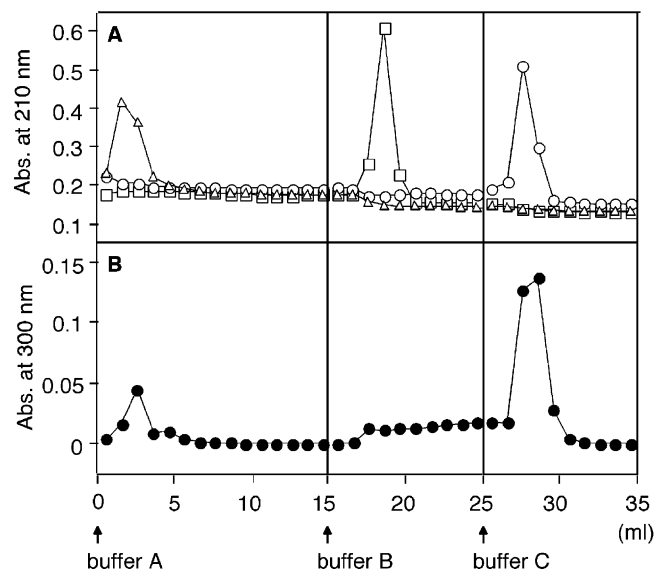 A
Abs. at 210 nm
0.6
0.5
0.4
0.3
0.2
0.1
B
Abs. at 300 nm
0.15
0.1
0.05
0
0 5 10 15 20 25 30 35
(ml)
buffer A buffer B buffer C